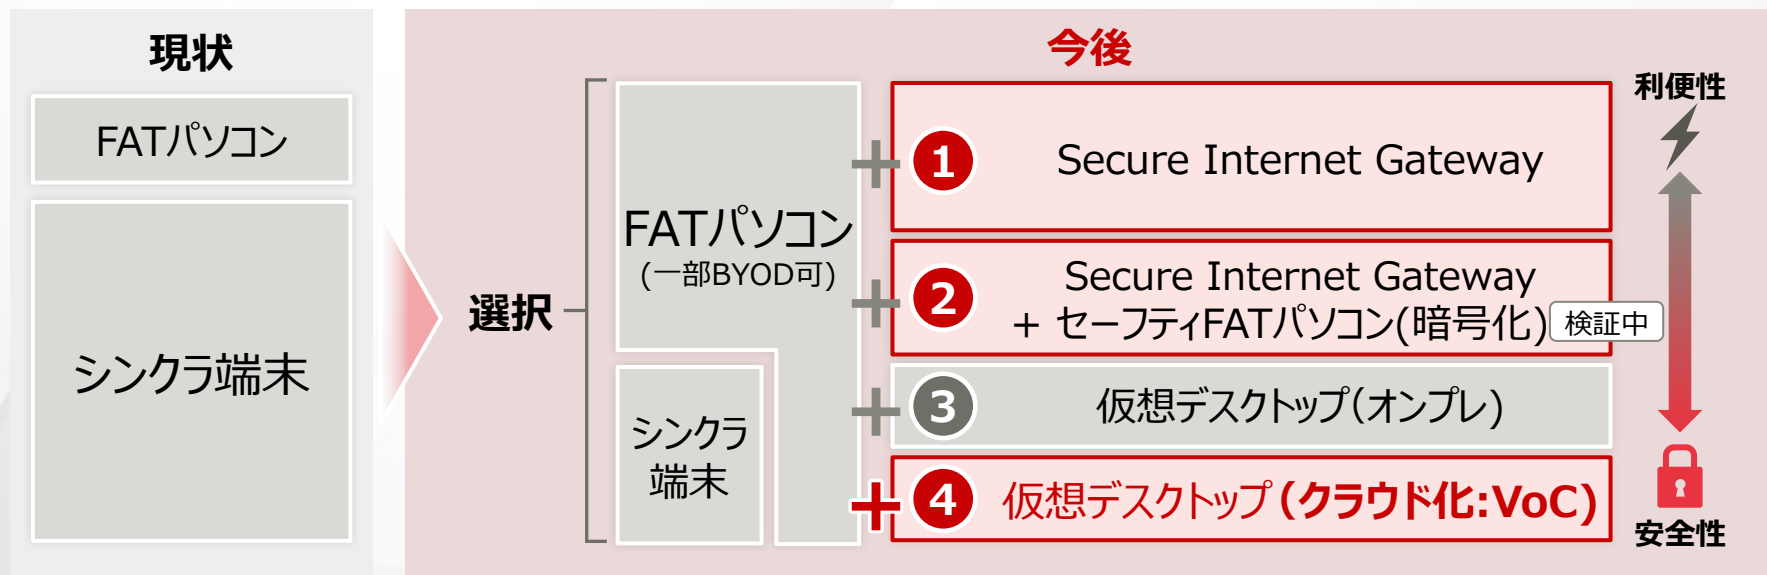 現状
FATパソコン
シンクラ端末
今後
選択
FATパソコン
(一部BYOD可)
シンクラ
端末
+ 1 Secure Internet Gateway
+ 2 Secure Internet Gateway
+ セーフティFATパソコン(暗号化) 検証中
+ 3 仮想デスクトップ(オンプレ)
+ 4 仮想デスクトップ(クラウド化:VoC)
利便性
安全性